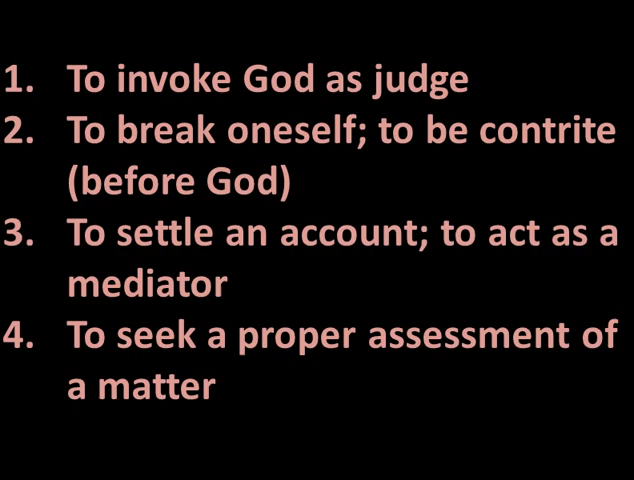 1. To invoke God as judge
2. To break oneself; to be contrite
(before God)
3. To settle an account; to act as a
mediator
4. To seek a proper assessment of
a matter